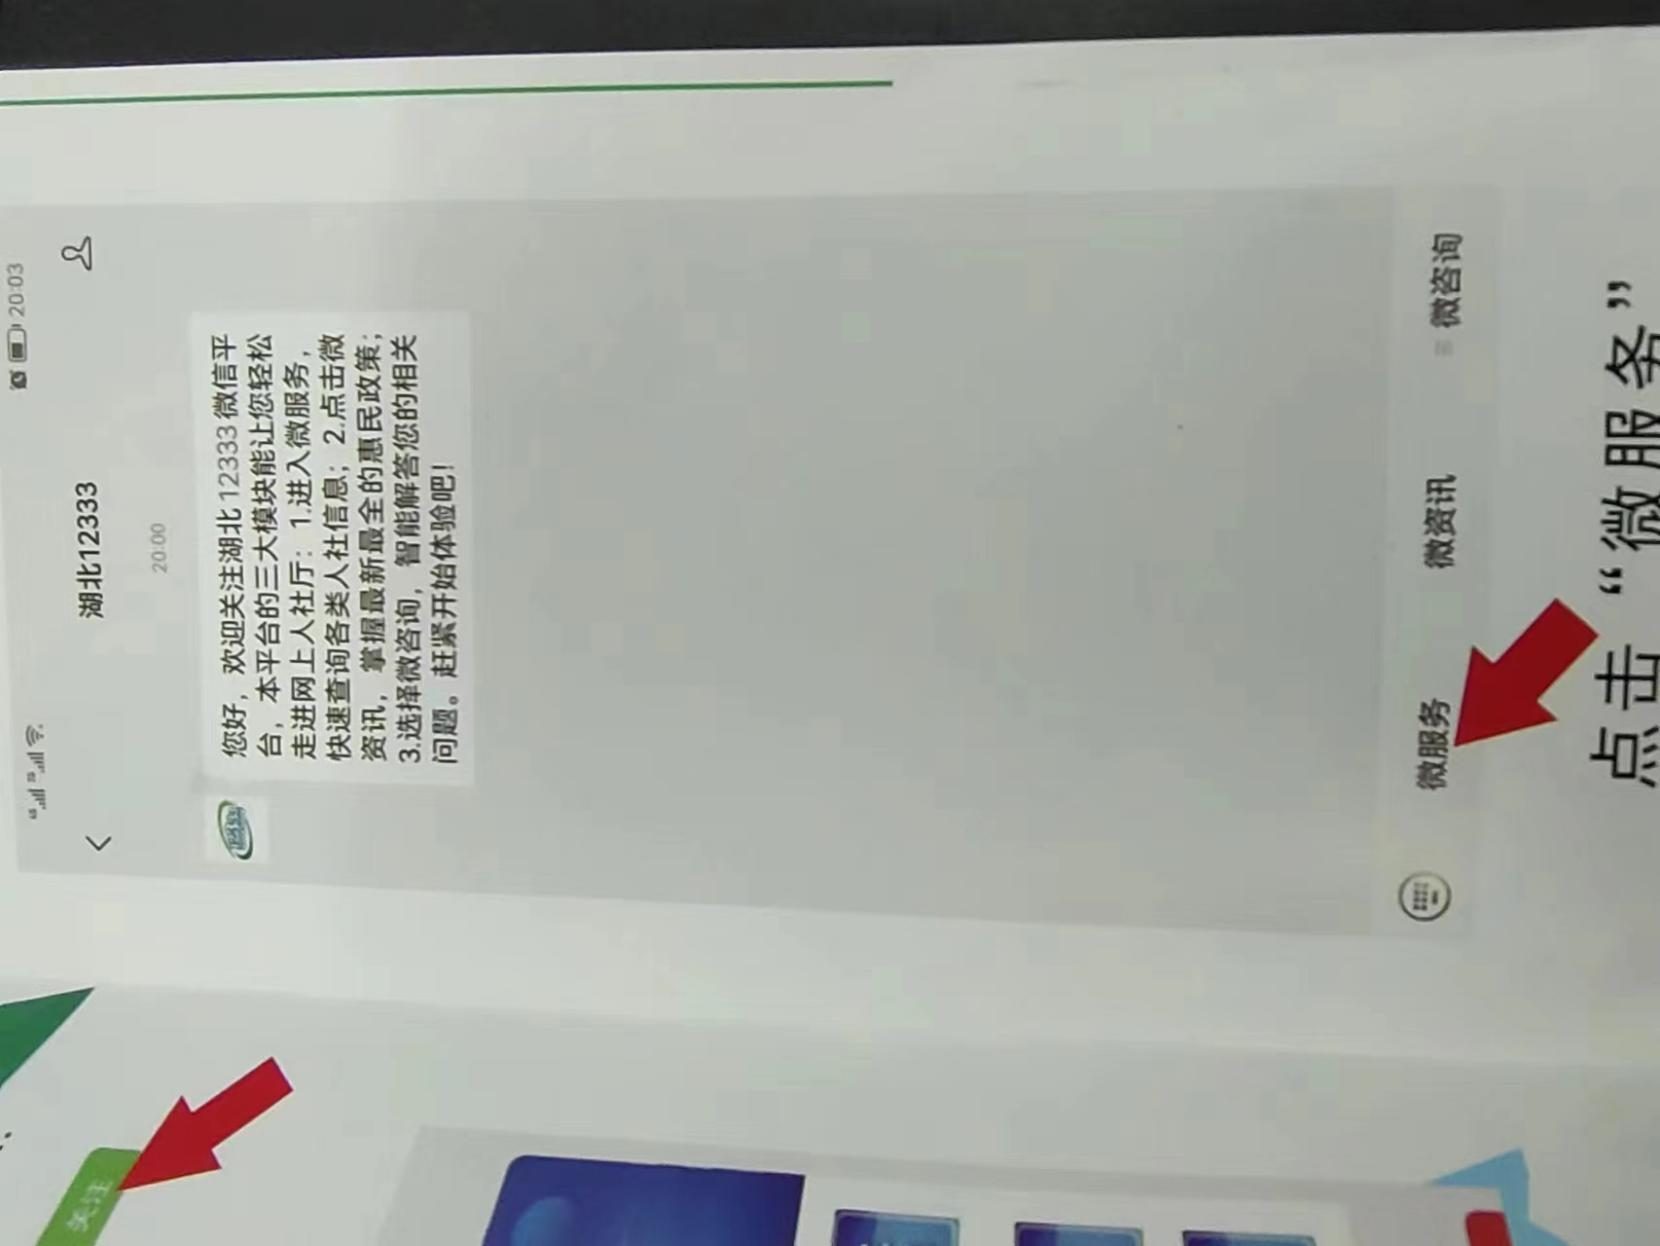 20:03
湖北12333
20:00
您好，欢迎关注湖北12333微信平
台，本平台的三大模块能让您轻松
走进网上人社厅：1.进入微服务，
快速查询各类人社信息；2.点击微
资讯，掌握最新最全的惠民政策；
3.选择微咨询，智能解答您的相关
问题。赶紧开始体验吧！
微服务 微资讯 微咨询
点击“微服务”
关注